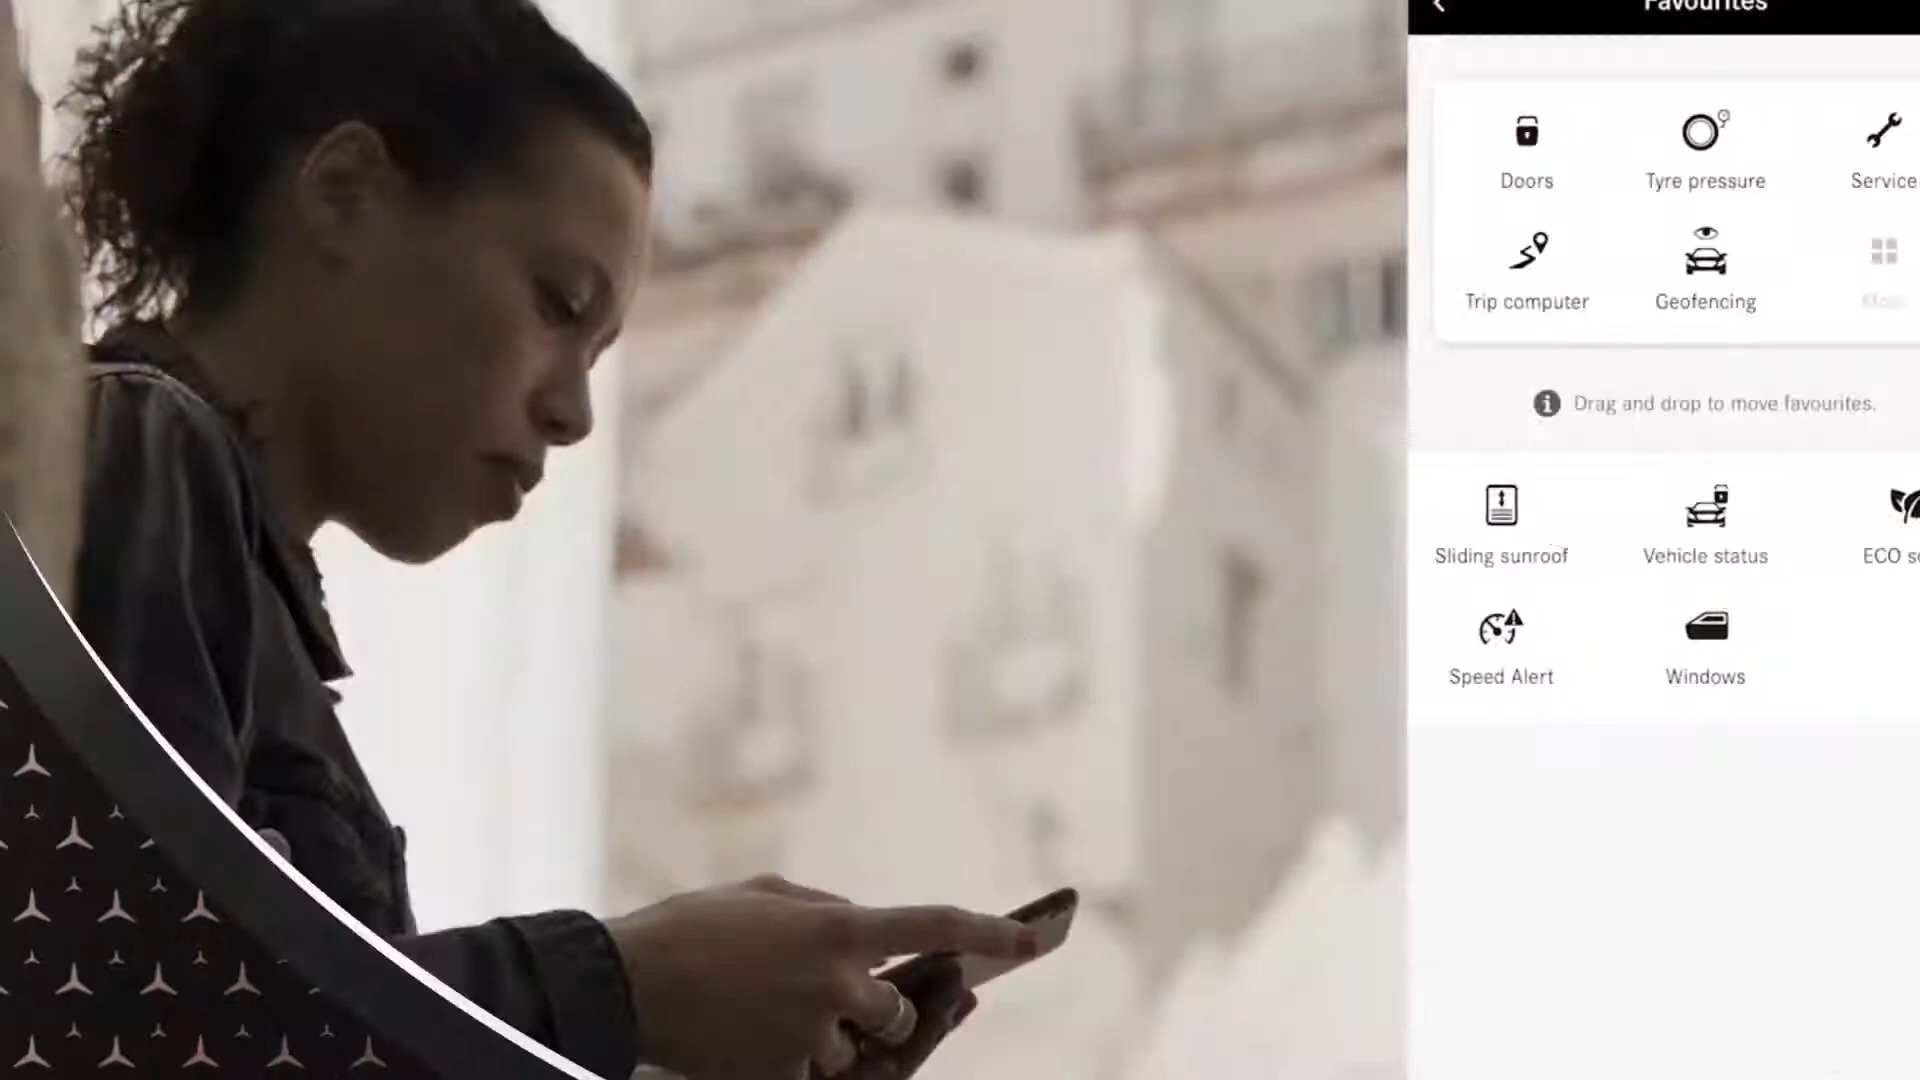 Favourites
Doors
Tyre pressure
Service
Trip computer
Geofencing
More
Drag and drop to move favourites.
Sliding sunroof
Vehicle status
ECO
Speed Alert
Windows